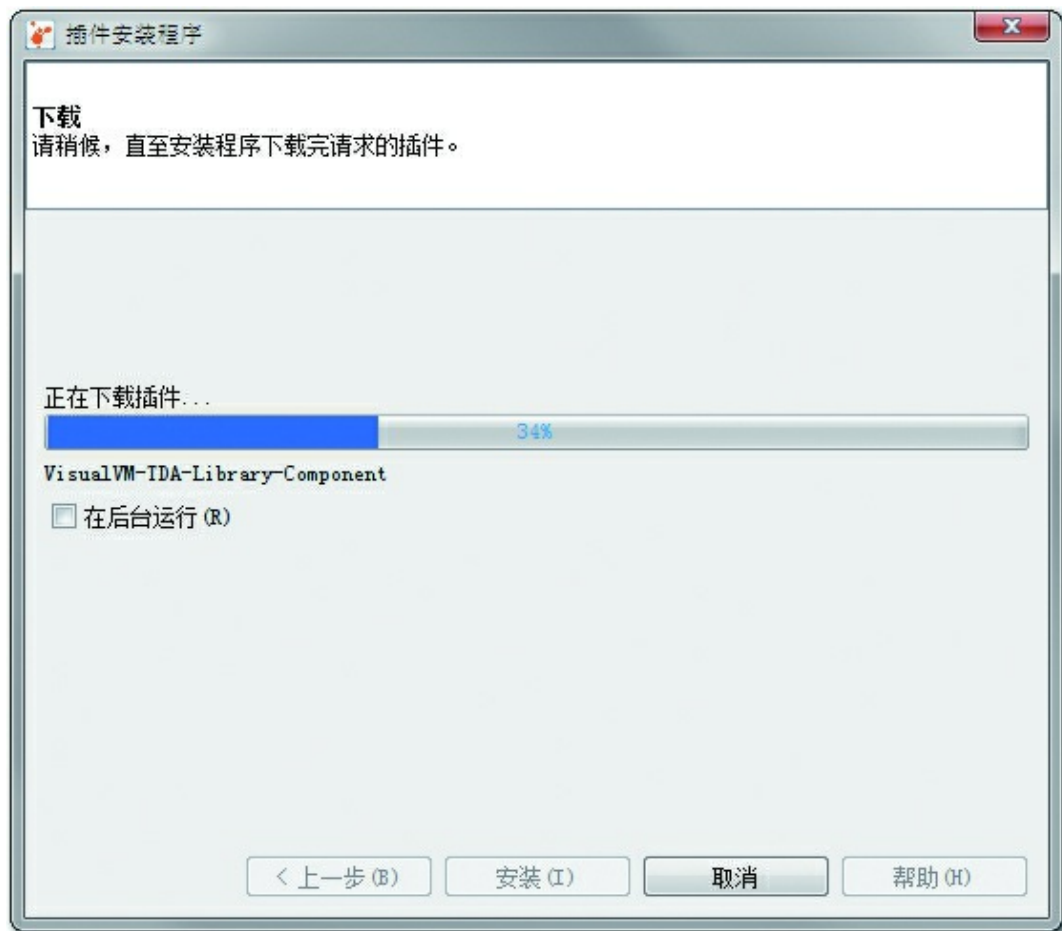 插件安装程序
下载
请稍候，直至安装程序下载完请求的插件。
正在下载插件...
34%
VisualVM-TDA-Library-Component
在后台运行(R)
< 上一步(B)
安装(I)
取消
帮助(H)